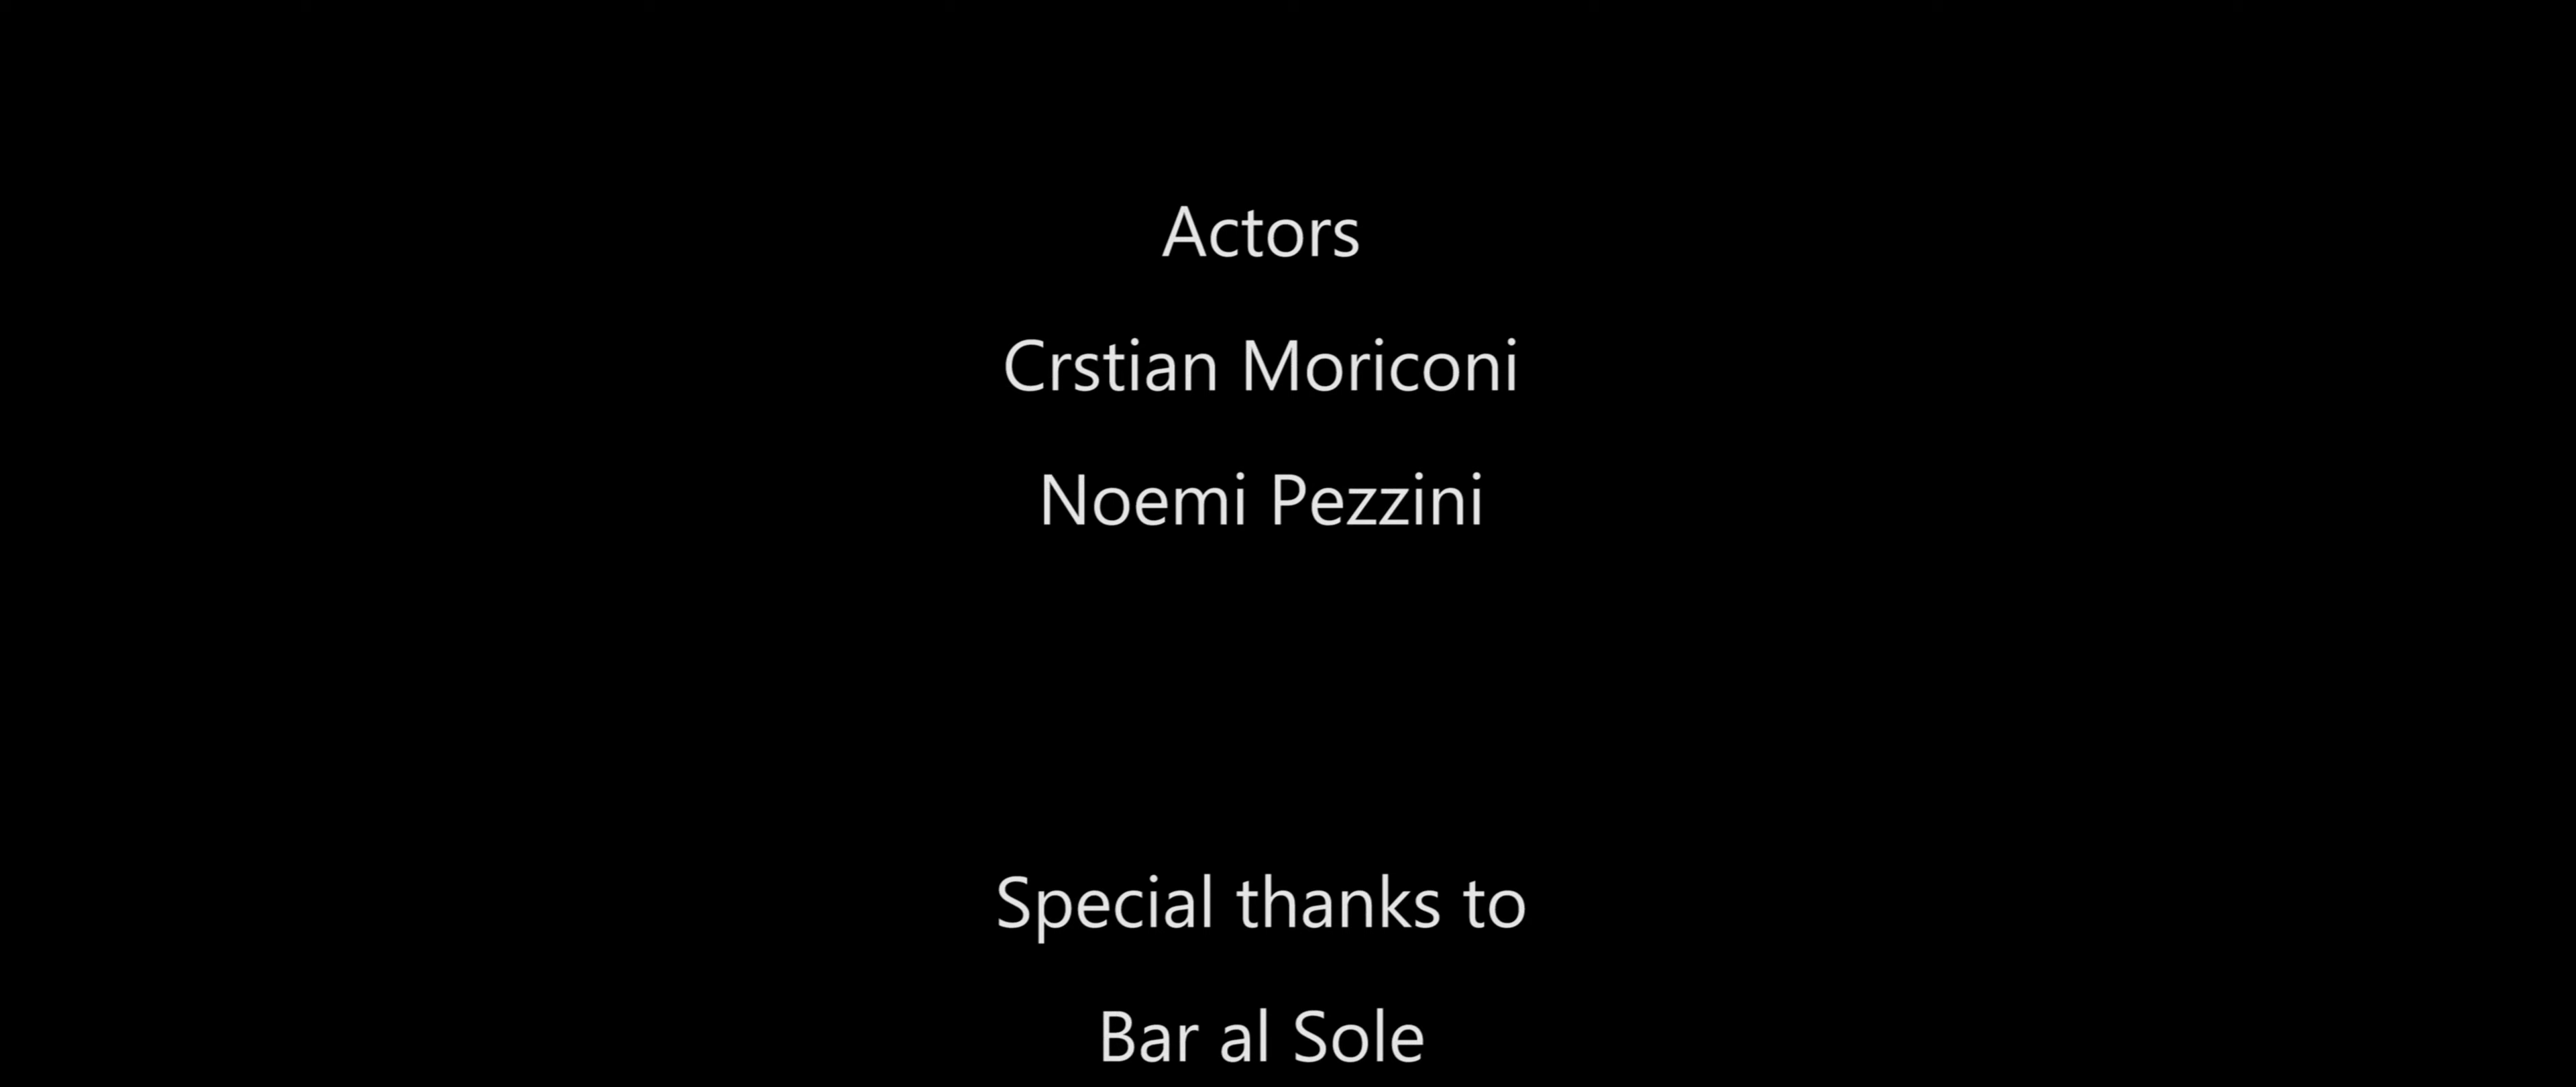 Actors
Crstian Moriconi
Noemi Pezzini
Special thanks to
Bar al Sole